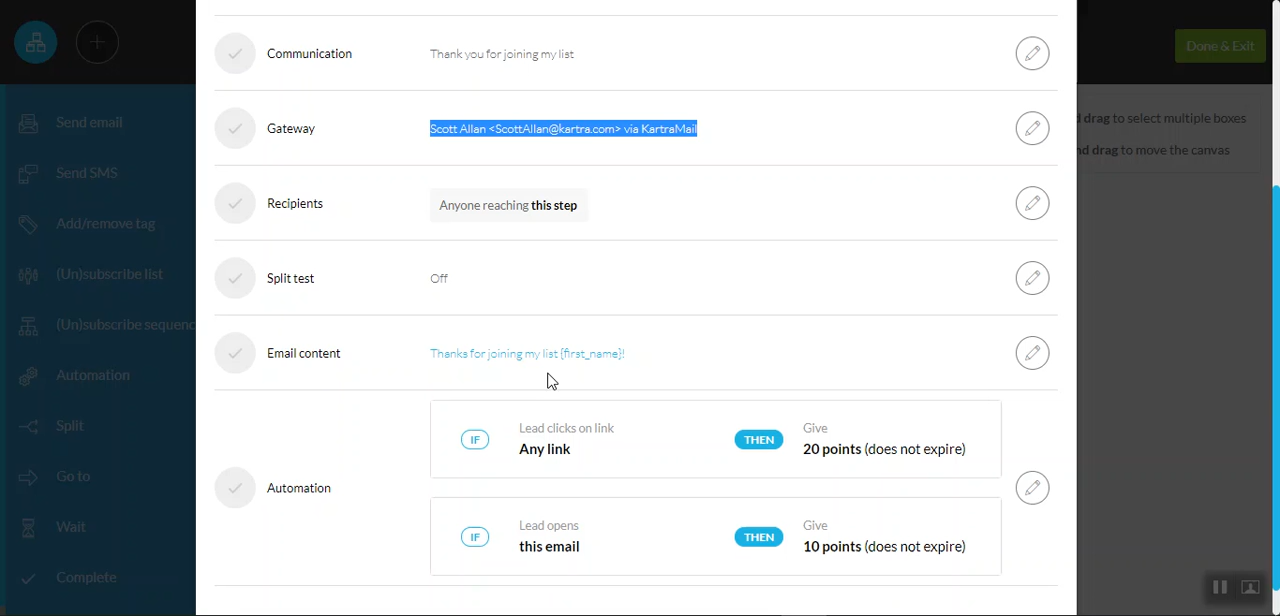 Done & Exit
Send email
Send SMS
Add/remove tag
(Un)subscribe list
(Un)subscribe sequenc
Automation
Split
Go to
Wait
Complete
Communication
Thank you for joining my list
Gateway
Scott Allan <ScottAllan@kartra.com> via KartraMail
Recipients
Anyone reaching this step
Split test
Off
Email content
Thanks for joining my list {first_name}!
Automation
IF
Lead clicks on link
Any link
THEN
Give
20 points (does not expire)
IF
Lead opens
this email
THEN
Give
10 points (does not expire)
d drag to select multiple boxes
nd drag to move the canvas